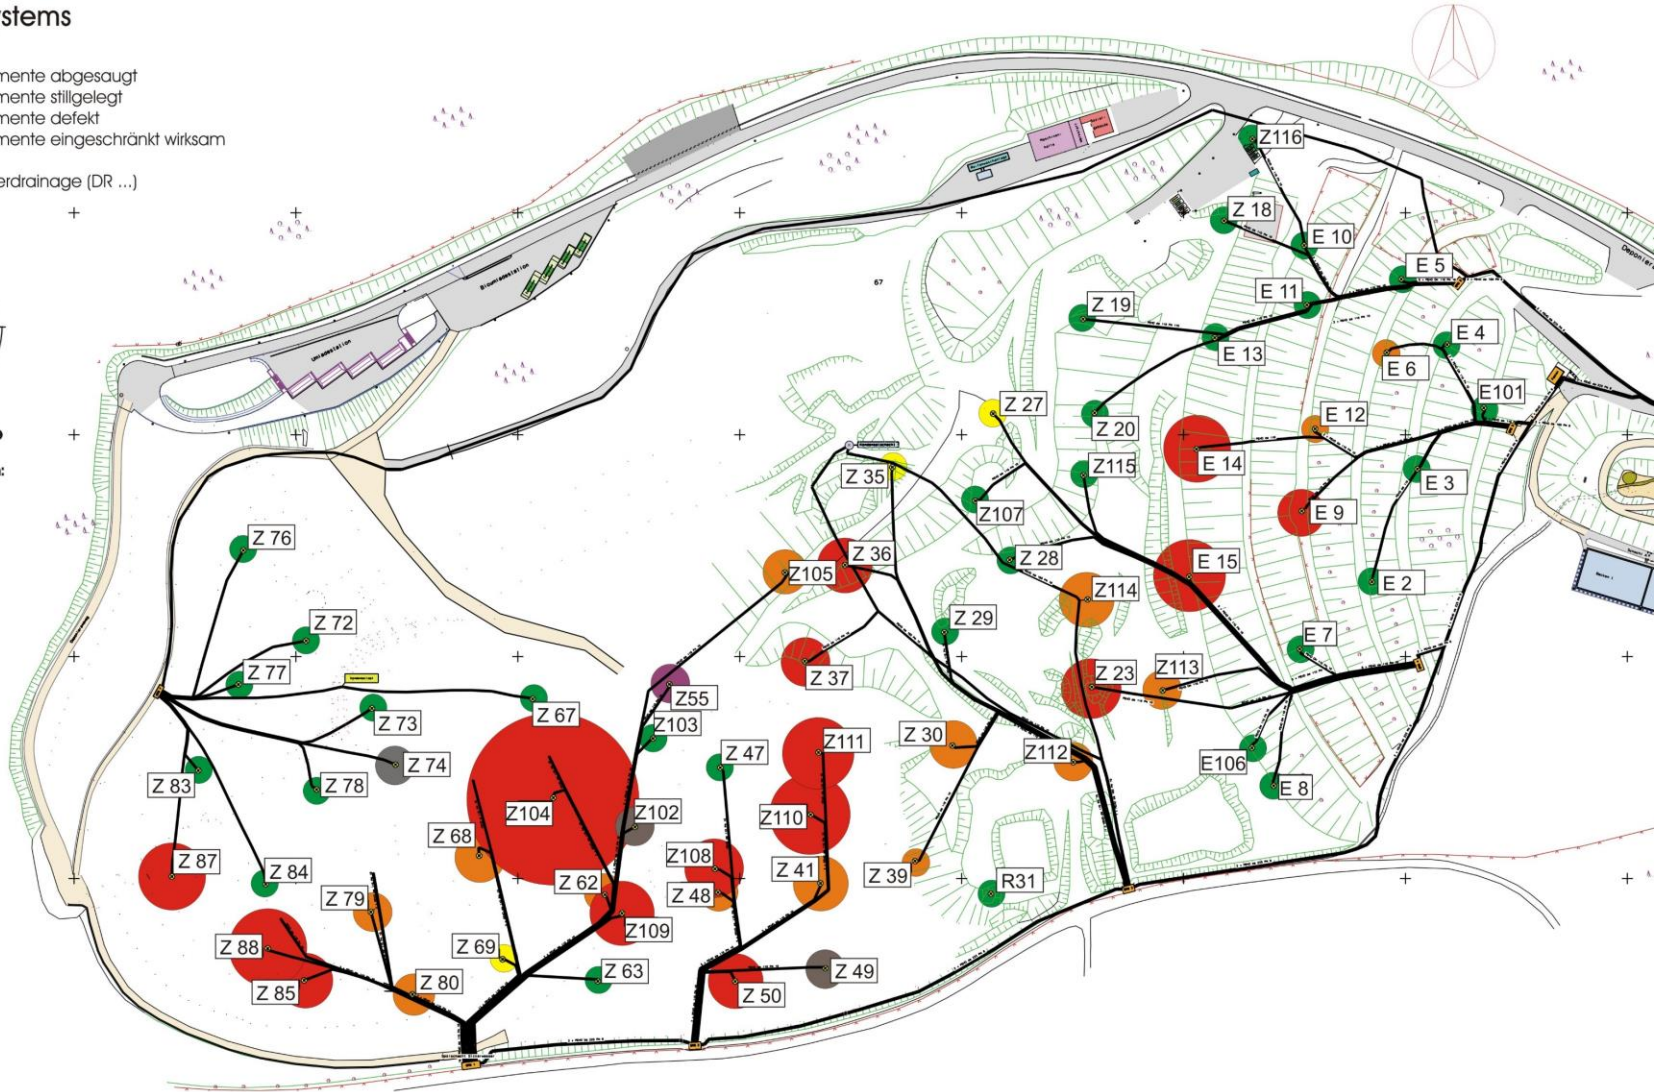 stems
mente abgesaugt
mente stillgelegt
mente defekt
mente eingeschränkt wirksam
erdrainage (DR ...)
Umladestation
Bioumladestation
67
Z116
Z 18
E 10
E 5
E 11
Z 19
E 13
E 4
E 6
E101
Z 27
Z 20
E 12
E 14
Z 35
Z115
E 3
Z107
E 9
Z 76
Z 36
Z 28
E 15
Z105
Z114
E 2
Z 72
Z 29
E 7
Z 77
Z 37
Z 23
Z113
Z55
Z 73
Z 67
Z103
Z 30
Z111
Z112
Z 47
E106
Z 74
Z 83
Z 78
E 8
Z104
Z102
Z110
Z 68
Z108
Z 87
Z 84
Z 62
Z 41
Z 39
R31
Z 79
Z 48
Z109
Z 88
Z 69
Z 63
Z 49
Z 80
Z 85
Z 50